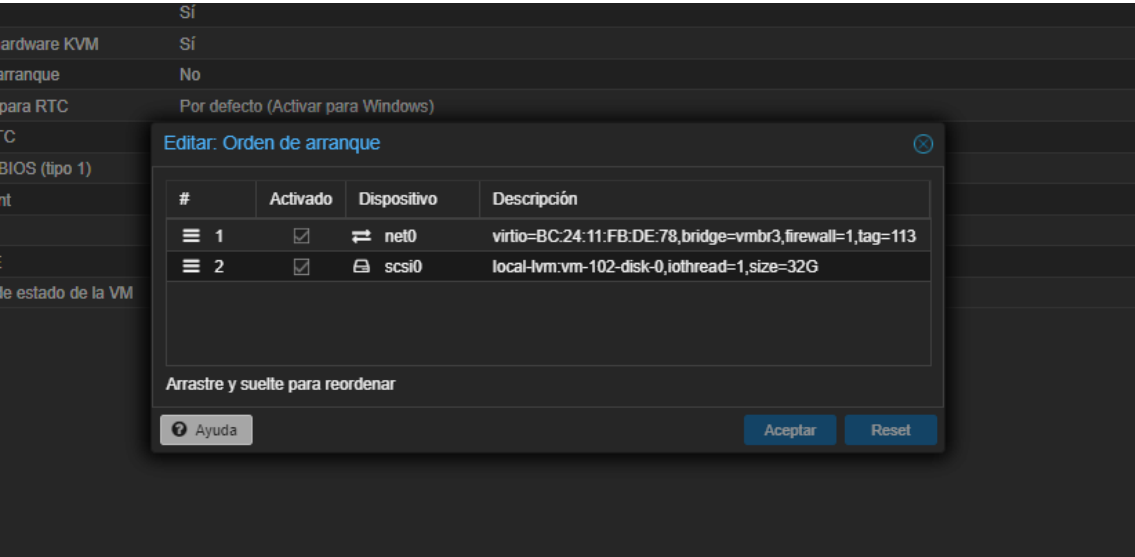 Sí
ardware KVM Sí
arranque No
para RTC Por defecto (Activar para Windows)
TC
Editar: Orden de arranque
BIOS (tipo 1)
nt
# Activado Dispositivo Descripción
1 net0 virtio=BC:24:11:FB:DE:78,bridge=vmbr3,firewall=1,tag=113
2 scsi0 local-lvm:vm-102-disk-0,iothread=1,size=32G
de estado de la VM
Arrastre y suelte para reordenar
Ayuda Aceptar Reset